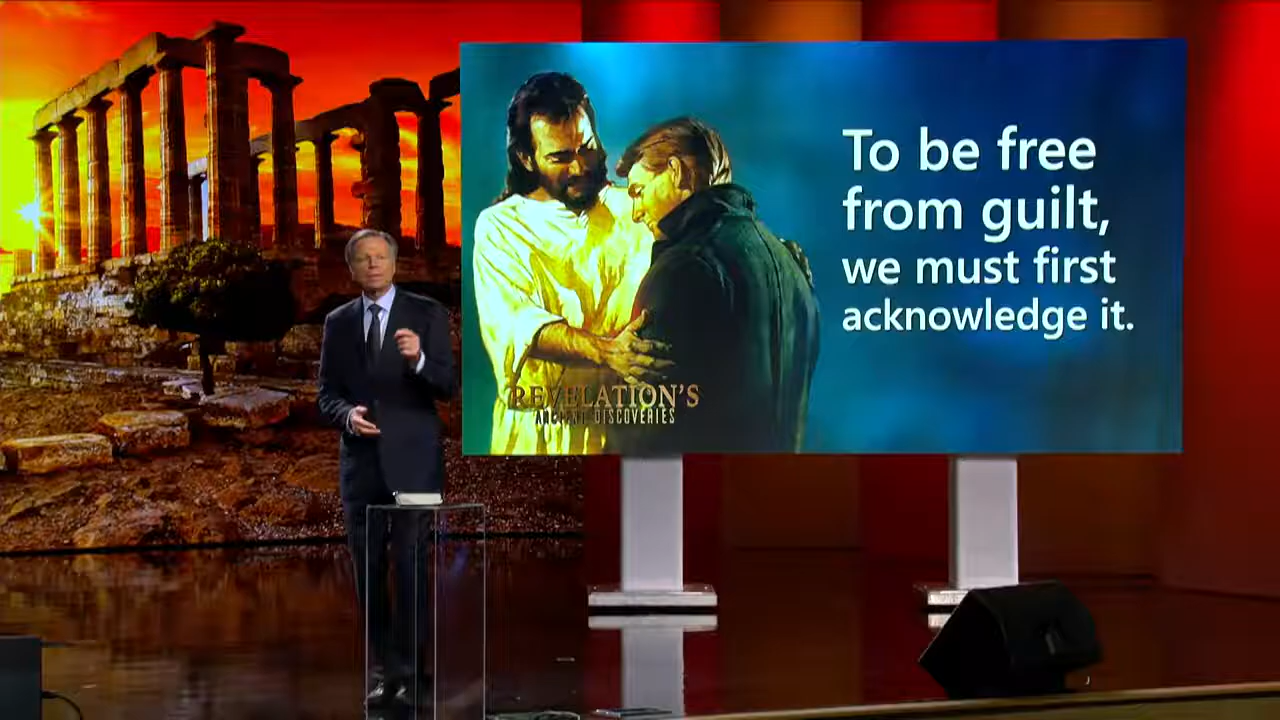 To be free
from guilt,
we must first
acknowledge it.
REVELATION'S
ANCIENT DISCOVERIES